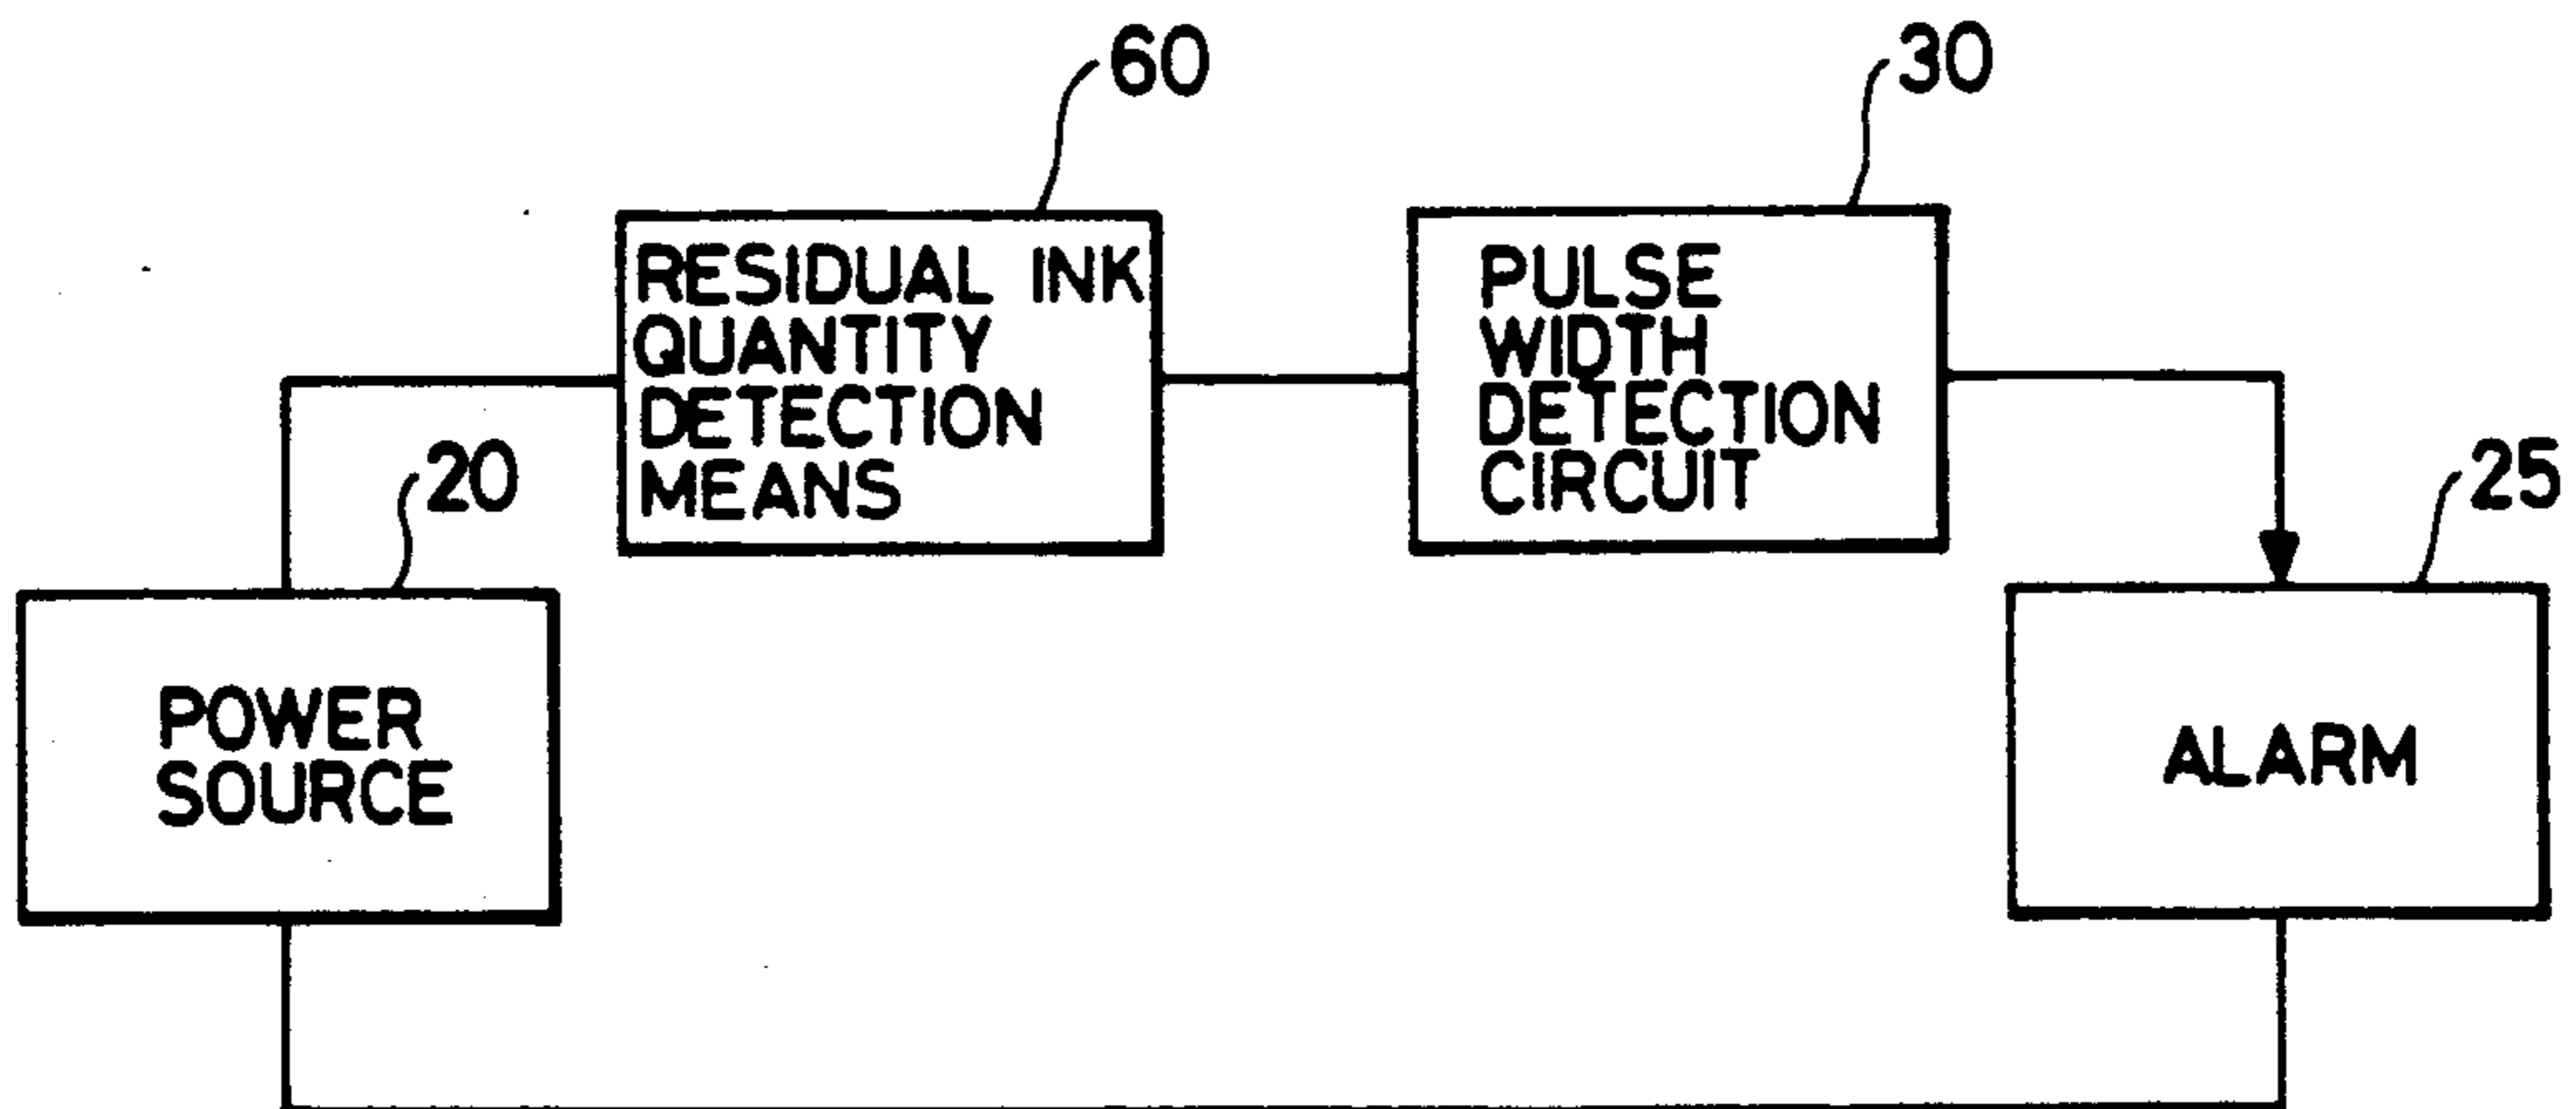 60
30
RESIDUAL INK
QUANTITY
DETECTION
MEANS
PULSE
WIDTH
DETECTION
CIRCUIT
20
25
POWER
SOURCE
ALARM